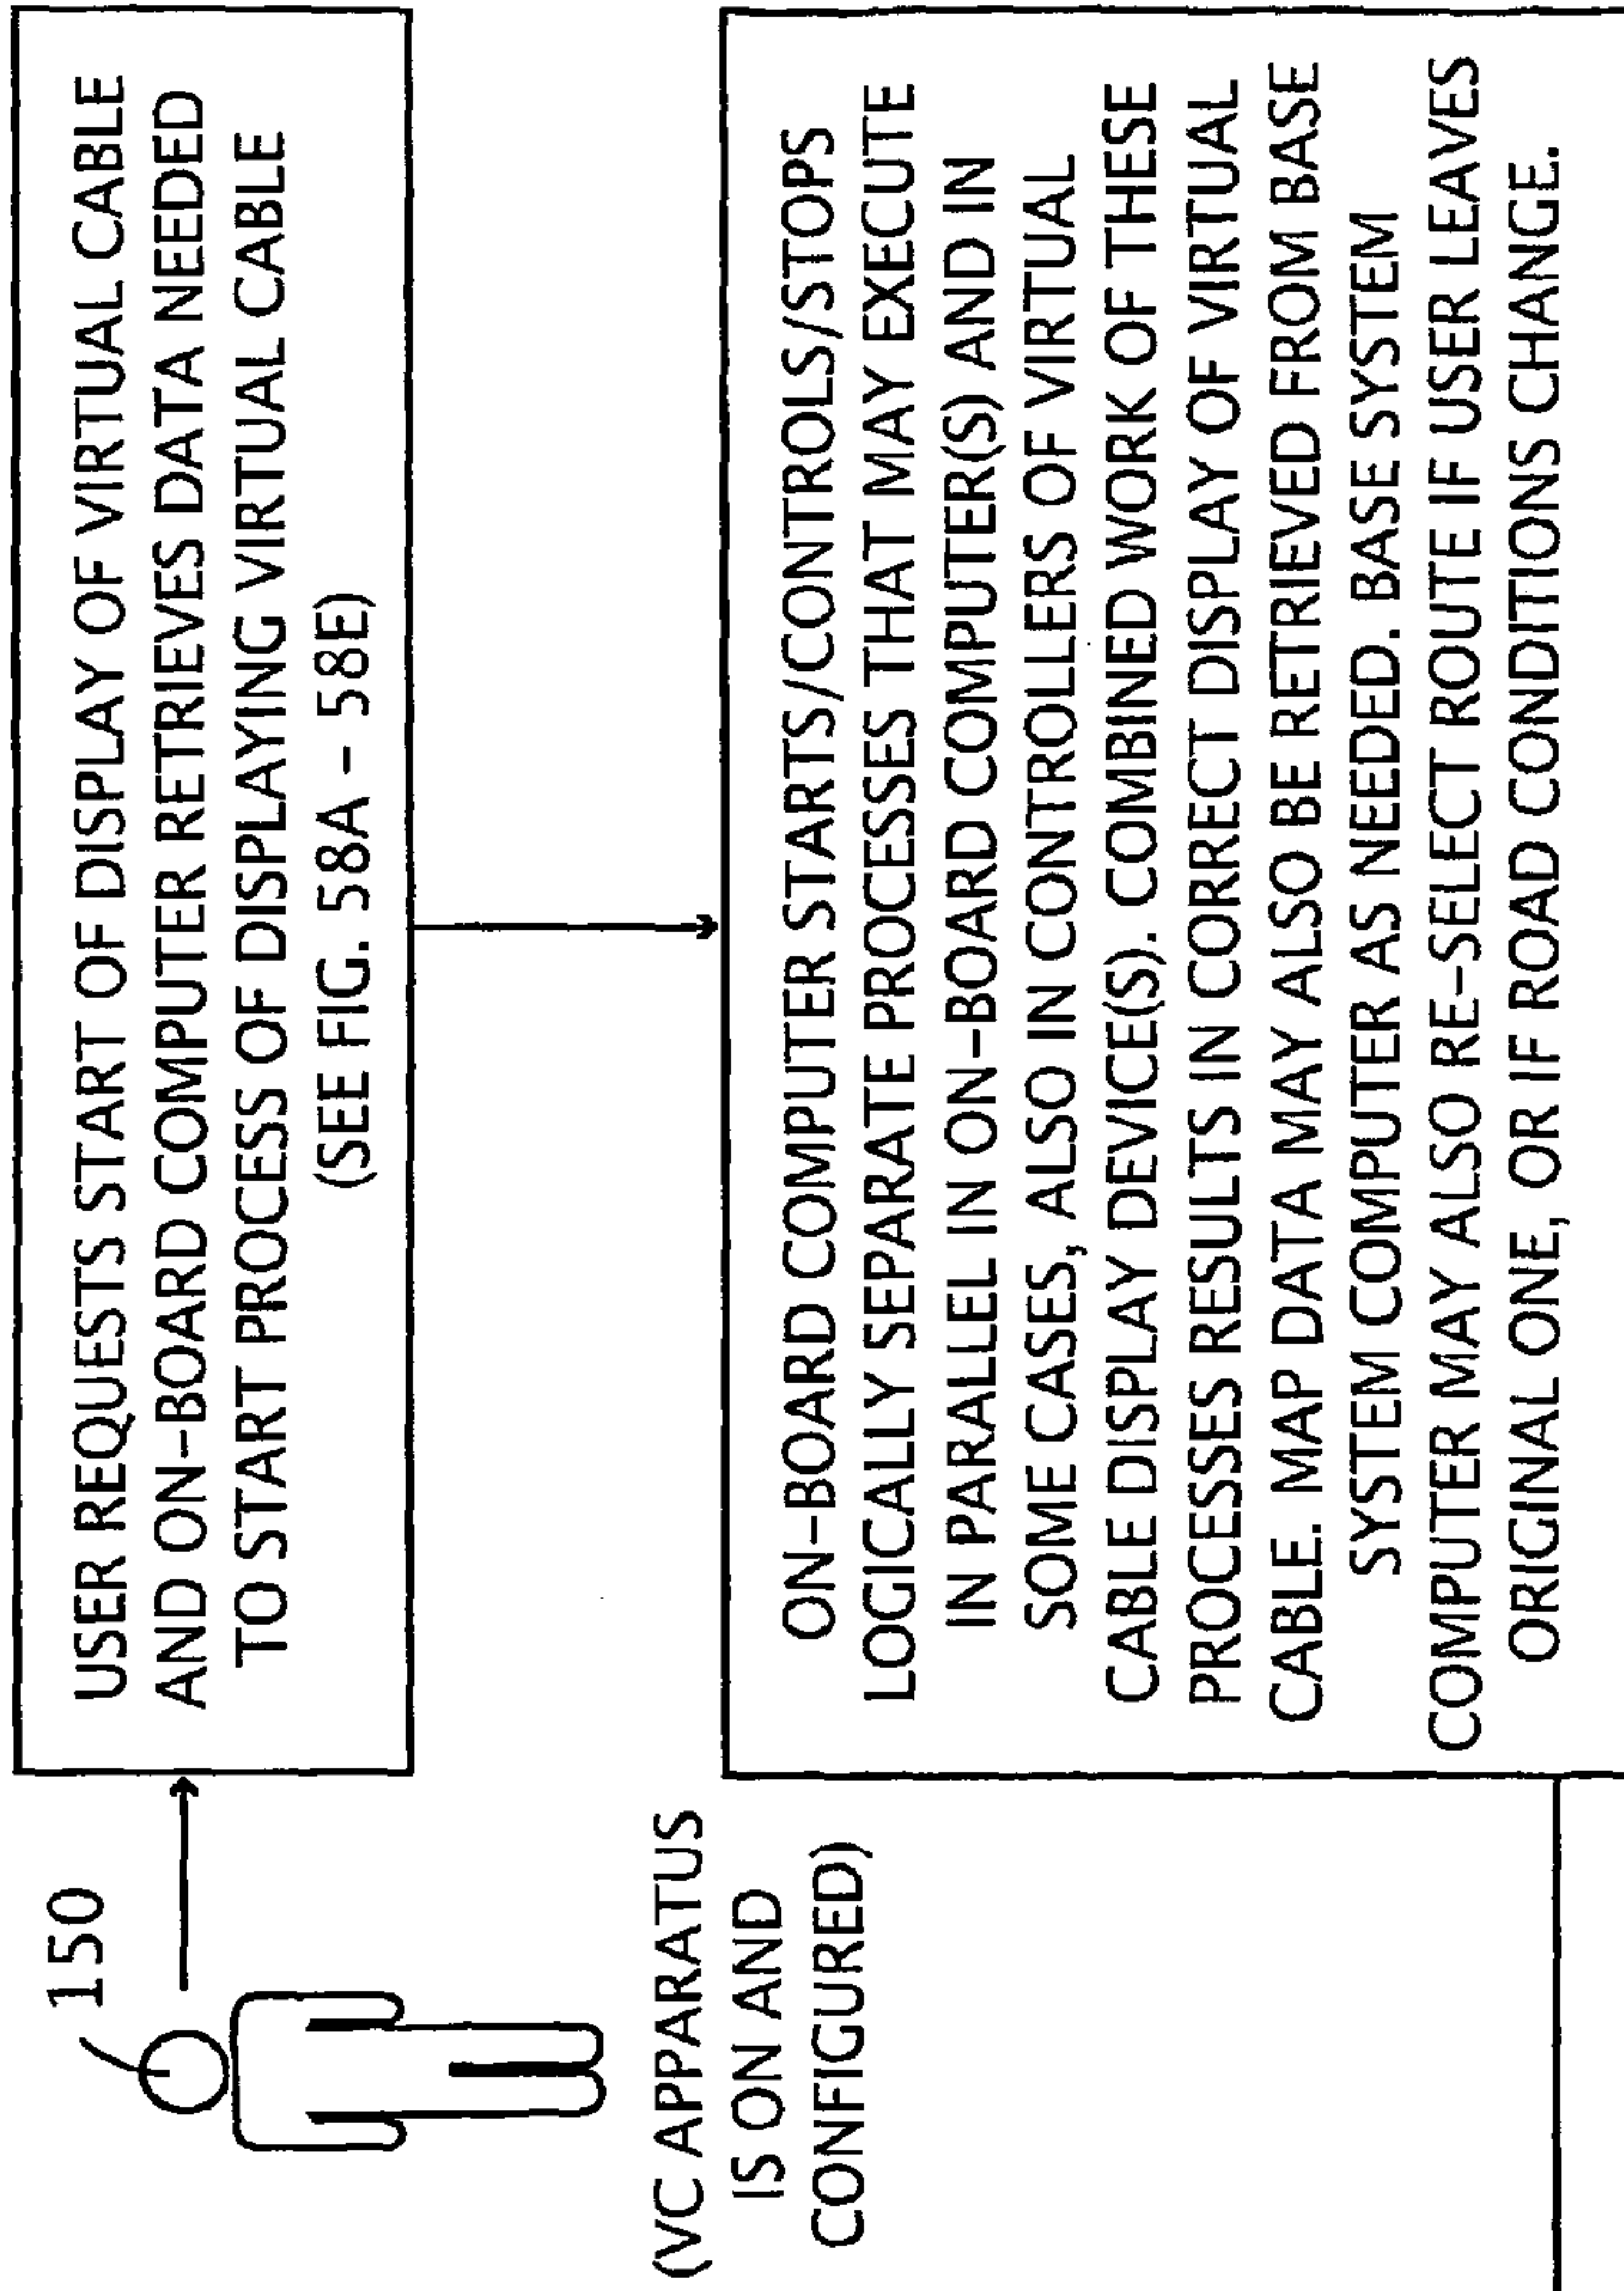 150
(VC APPARATUS
IS ON AND
CONFIGURED)
USER REQUESTS START OF DISPLAY OF VIRTUAL CABLE
AND ON-BOARD COMPUTER RETRIEVES DATA NEEDED
TO START PROCESS OF DISPLAYING VIRTUAL CABLE
(SEE FIG. 58A - 58E)
ON-BOARD COMPUTER STARTS/CONTROLS/STOPS
LOGICALLY SEPARATE PROCESSES THAT MAY EXECUTE
IN PARALLEL IN ON-BOARD COMPUTER(S) AND IN
SOME CASES, ALSO IN CONTROLLERS OF VIRTUAL
CABLE DISPLAY DEVICE(S). COMBINED WORK OF THESE
PROCESSES RESULTS IN CORRECT DISPLAY OF VIRTUAL
CABLE. MAP DATA MAY ALSO BE RETRIEVED FROM BASE
SYSTEM COMPUTER AS NEEDED. BASE SYSTEM
COMPUTER MAY ALSO RE-SELECT ROUTE IF USER LEAVES
ORIGINAL ONE, OR IF ROAD CONDITIONS CHANGE.